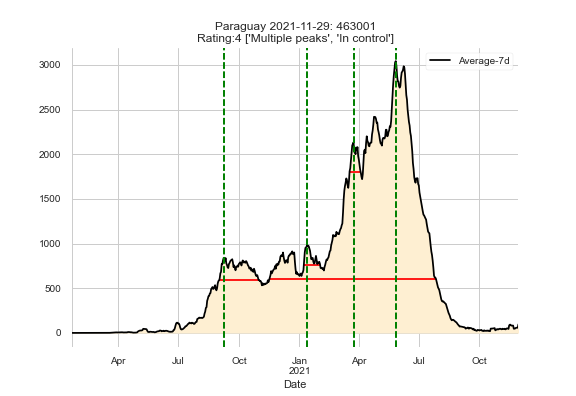 Paraguay 2021-11-29: 463001
Rating:4 ['Multiple peaks', 'In control']
Average-7d
3000
2500
2000
1500
1000
500
0
Apr Jul Oct Jan Apr Jul Oct
2021
Date